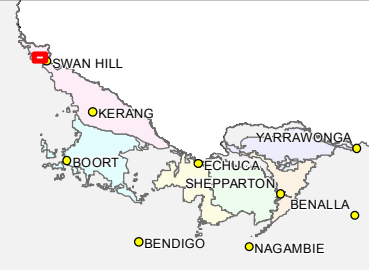 SWAN HILL
KERANG
YARRAWONGA
BOORT
ECHUCA
SHEPPARTON
BENALLA
BENDIGO
NAGAMBIE